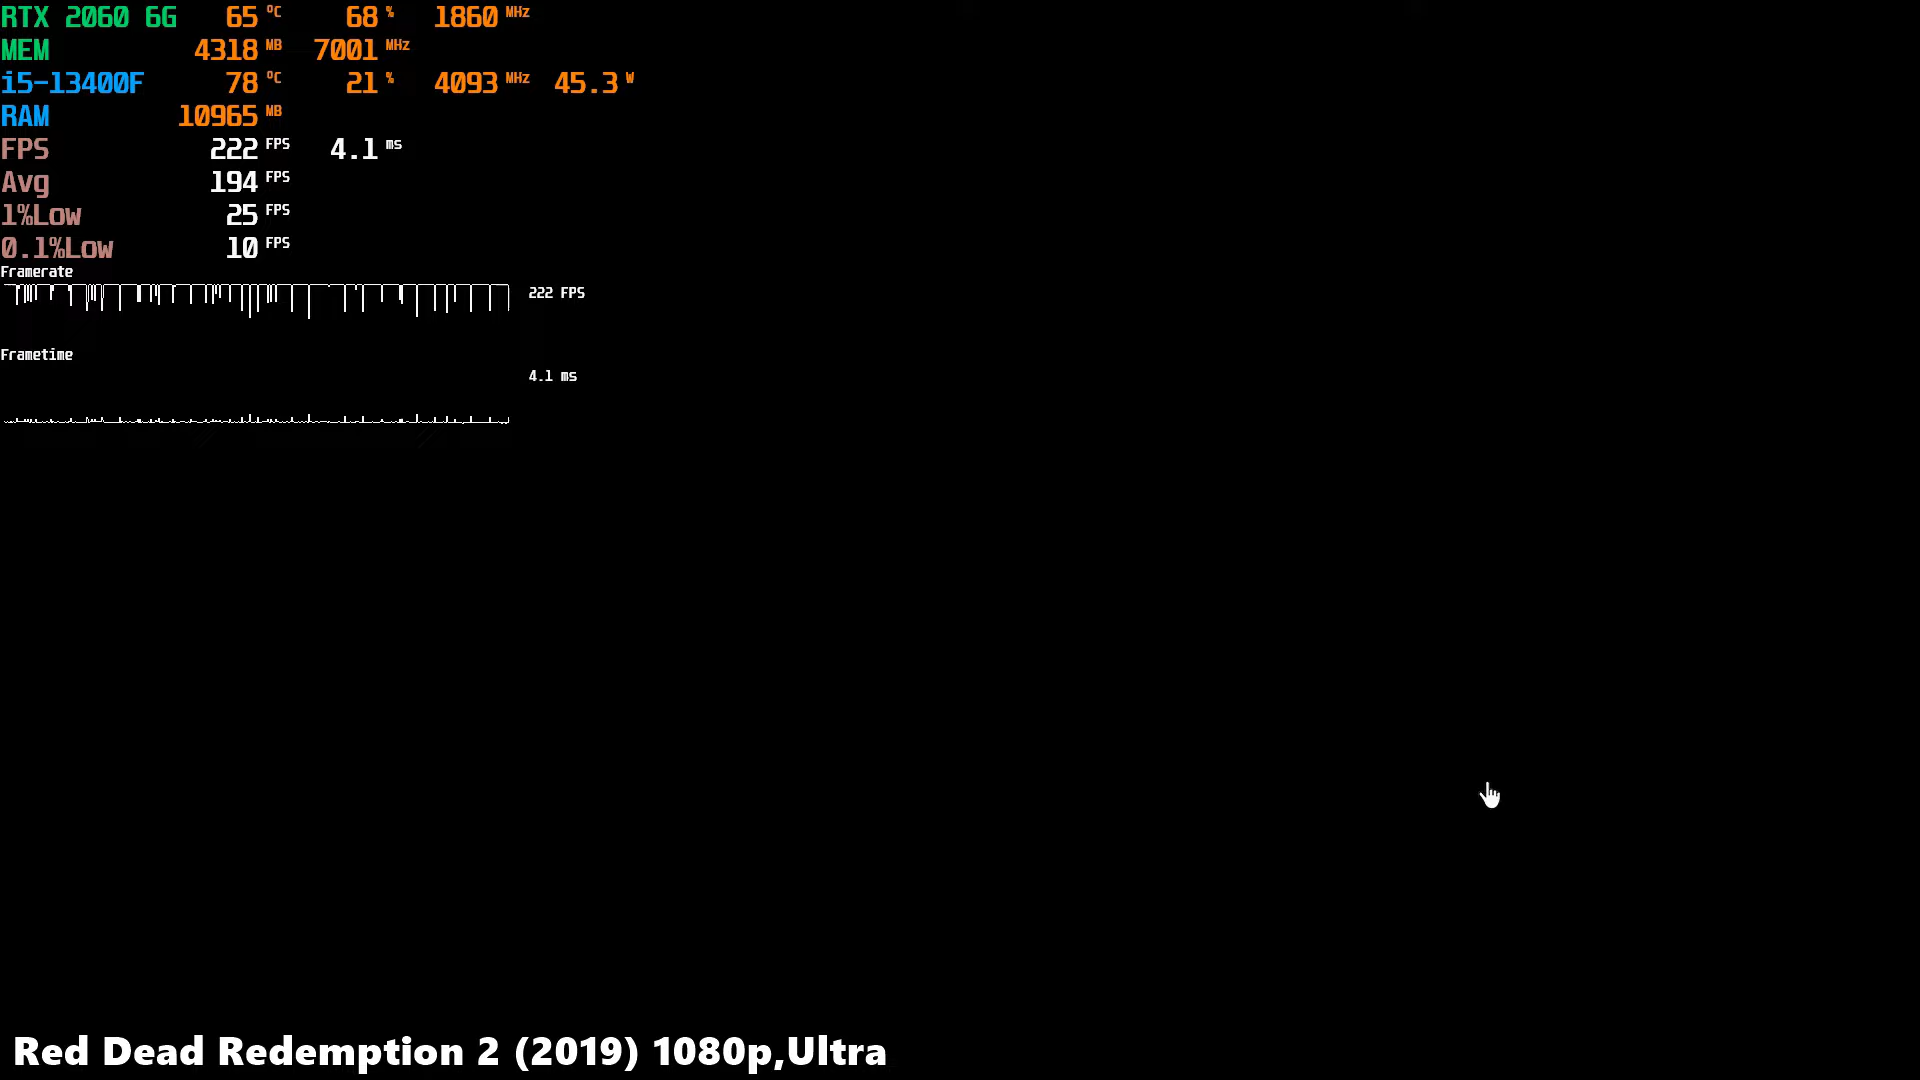 RTX 2060 6G 65 °C 68 % 1860 MHz
MEM 4318 MB 7001 MHz
i5-13400F 78 °C 21 % 4093 MHz 45.3 W
RAM 10965 MB
FPS 222 FPS 4.1 ms
Avg 194 FPS
1%Low 25 FPS
0.1%Low 10 FPS
Framerate
222 FPS
Frametime
4.1 ms
Red Dead Redemption 2 (2019) 1080p,Ultra